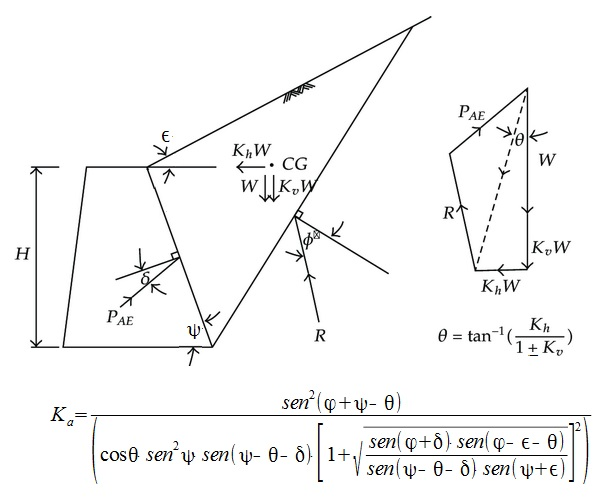 ϵ
K_hW
CG
W K_vW
H
ϕ
δ
P_AE
ψ
R
P_AE
θ
W
R
K_vW
K_hW
θ = tan⁻¹(K_h / 1 ± K_v)
K_a = sen²(φ+ψ− θ) / (cosθ· sen²ψ· sen(ψ− θ− δ)· [1+√(sen(φ+δ)· sen(φ− ϵ− θ) / sen(ψ− θ− δ)· sen(ψ+ϵ))]²)